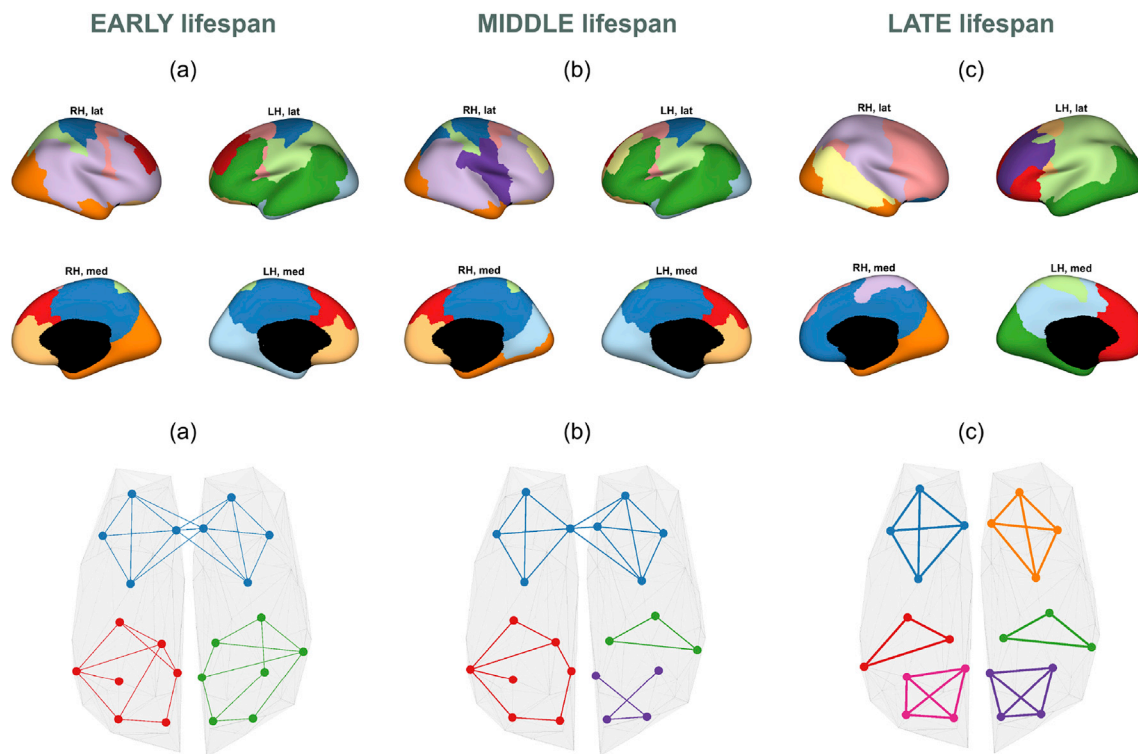 EARLY lifespan MIDDLE lifespan LATE lifespan
(a) (b) (c)
RH, lat LH, lat RH, lat LH, lat RH, lat LH, lat
RH, med LH, med RH, med LH, med RH, med LH, med
(a) (b) (c)